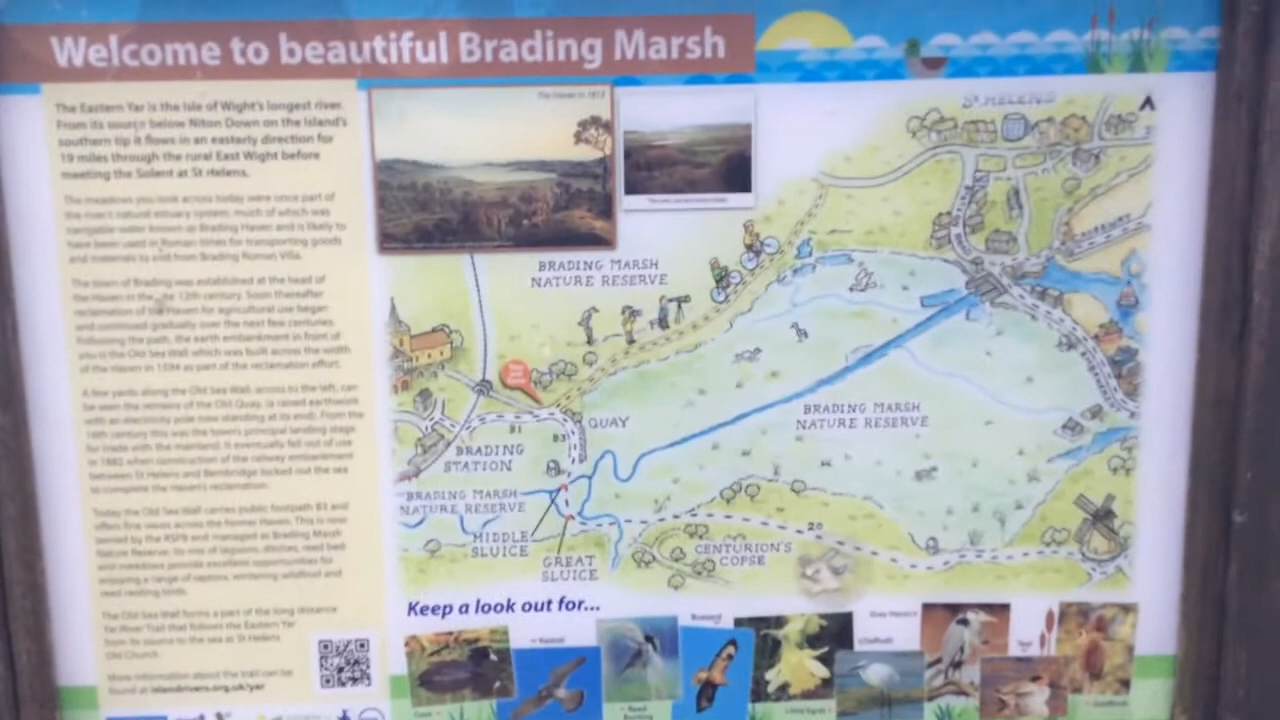 Welcome to beautiful Brading Marsh
The Eastern Yar is the Isle of Wight's longest river.
From its source below Niton Down on the Island's
southern tip it flows in an easterly direction for
19 miles through the rural East Wight before
meeting the Solent at St Helens.
The meadows you look across today were once part of
the river's natural estuary system, much of which was
navigable water known as Brading Haven and is likely to
have been used in Roman times for transporting goods
and materials to and from Brading Roman Villa.
The town of Brading was established at the head of
the Haven in the 12th century. Soon thereafter
reclamation of the Haven for agricultural use began
and continued gradually over the next few centuries.
Following the path, the earth embankment in front of
you is the Old Sea Wall which was built across the width
of the Haven in 1594 as part of the reclamation effort.
A few yards along the Old Sea Wall, across to the left, can
be seen the remains of the Old Quay, (a raised earthwork
with an electricity pole now standing at its end). From the
16th century this was the town's principal landing stage
for trade with the mainland. It eventually fell out of use
in 1882 when construction of the railway embankment
between St Helens and Bembridge locked out the sea
to complete the Haven's reclamation.
Today the Old Sea Wall carries public footpath B3 and
offers fine views across the former Haven. This is now
owned by the RSPB and managed as Brading Marsh
Nature Reserve. Its mix of lagoons, ditches, reed bed
and meadows provide excellent opportunities for
enjoying a range of raptors, wintering wildfowl and
reed nesting birds.
The Old Sea Wall forms a part of the long distance
Yar River Trail that follows the Eastern Yar
from its source to the sea at St Helens
Old Church.
More information about the trail can be
found at islandrivers.org.uk/yar
The Haven in 1813
ST. HELENS
DUVER WAY
BRADING MARSH
NATURE RESERVE
You
are
here
B1
B3
QUAY
BRADING
STATION
BRADING MARSH
NATURE RESERVE
BRADING MARSH
NATURE RESERVE
MIDDLE
SLUICE
GREAT
SLUICE
CENTURION'S
COPSE
20
Keep a look out for...
Coot
Kestrel
Reed
Bunting
Buzzard
Daffodil
Little Egret
Grey Heron
Teal